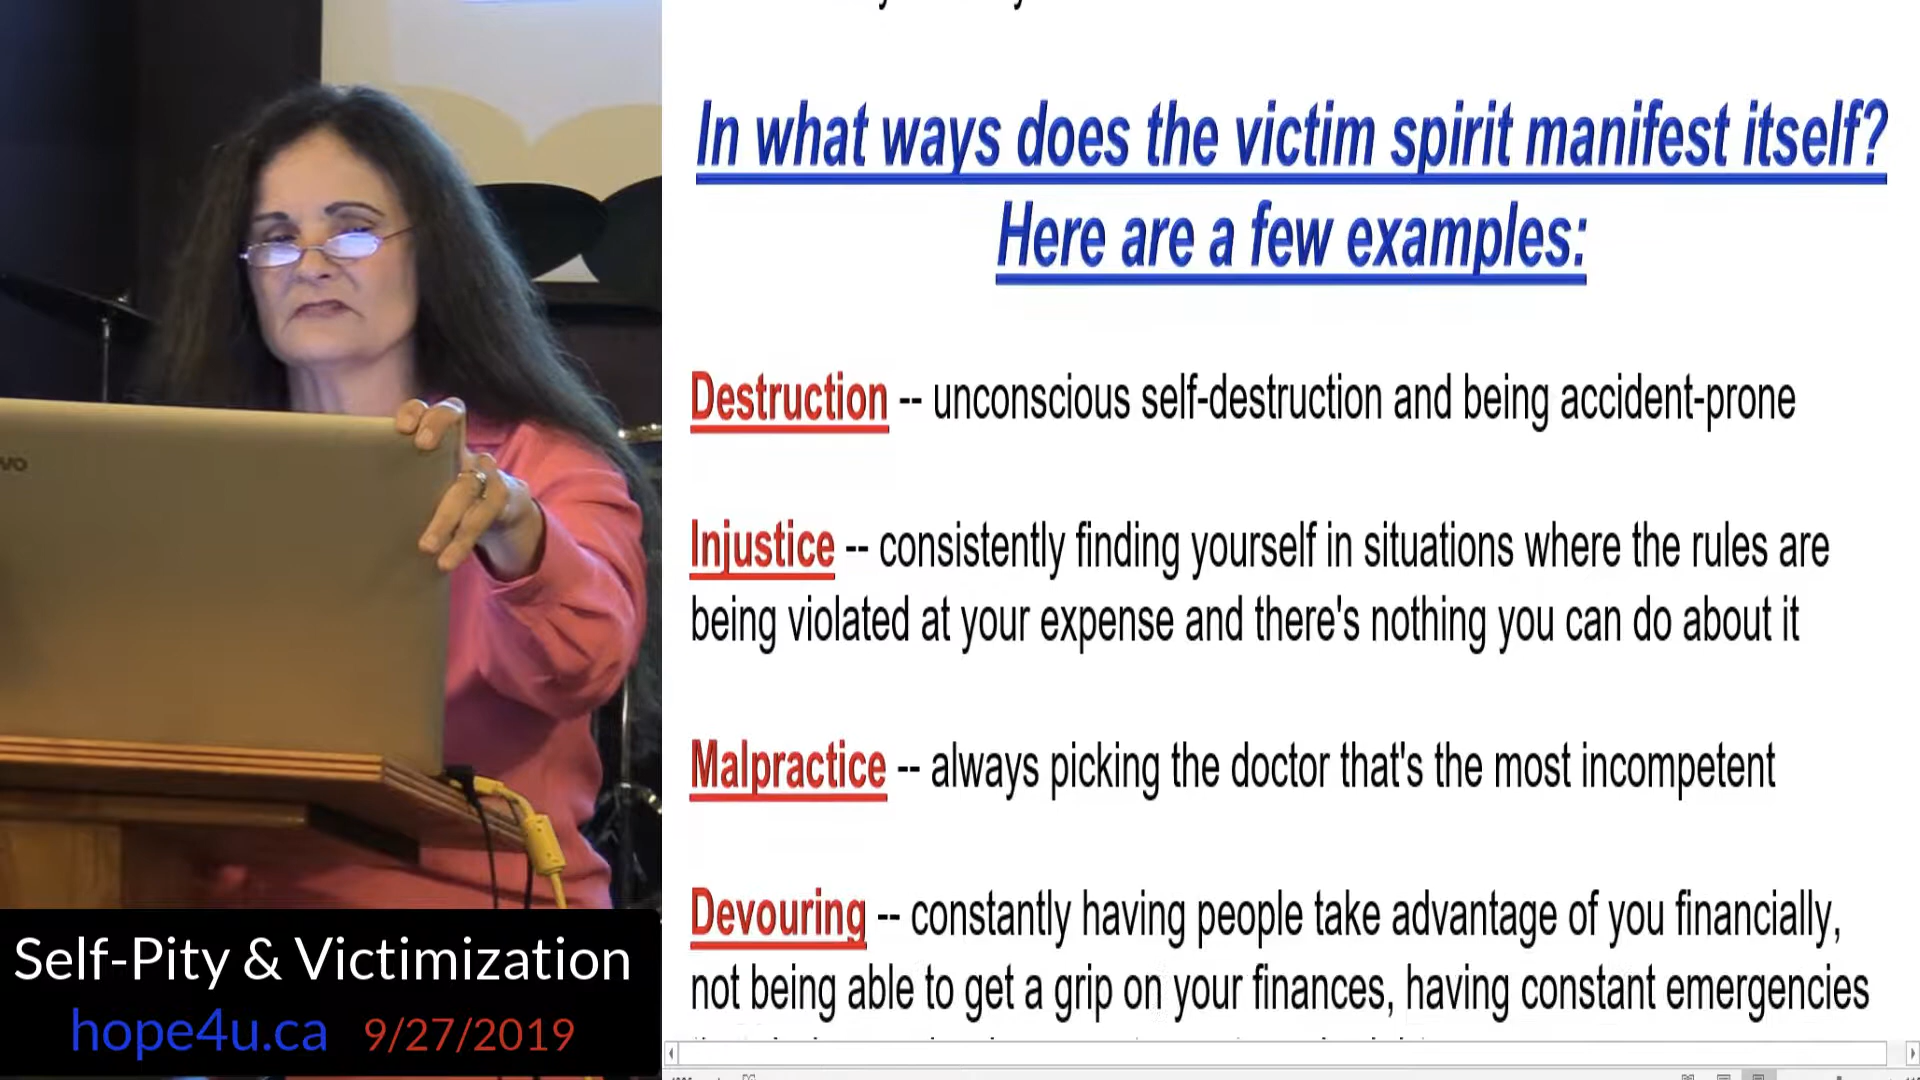 In what ways does the victim spirit manifest itself?
Here are a few examples:
Destruction -- unconscious self-destruction and being accident-prone
Injustice -- consistently finding yourself in situations where the rules are
being violated at your expense and there's nothing you can do about it
Malpractice -- always picking the doctor that's the most incompetent
Devouring -- constantly having people take advantage of you financially,
not being able to get a grip on your finances, having constant emergencies
vo
Self-Pity & Victimization
hope4u.ca 9/27/2019